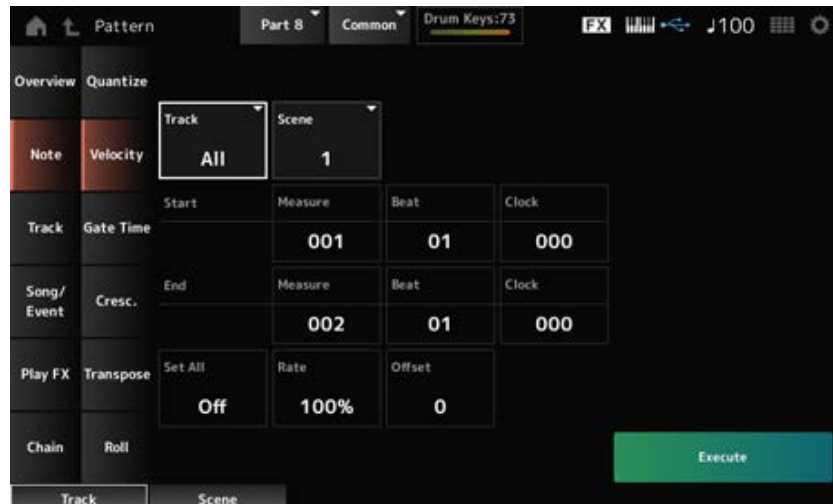 Pattern
Part 8
Common
Drum Keys:73
FX
♩100
Overview
Quantize
Track
All
Scene
1
Note
Velocity
Start
Measure
001
Beat
01
Clock
000
Track
Gate Time
End
Measure
002
Beat
01
Clock
000
Song/
Event
Cresc.
Set All
Off
Rate
100%
Offset
0
Play FX
Transpose
Chain
Roll
Execute
Track
Scene